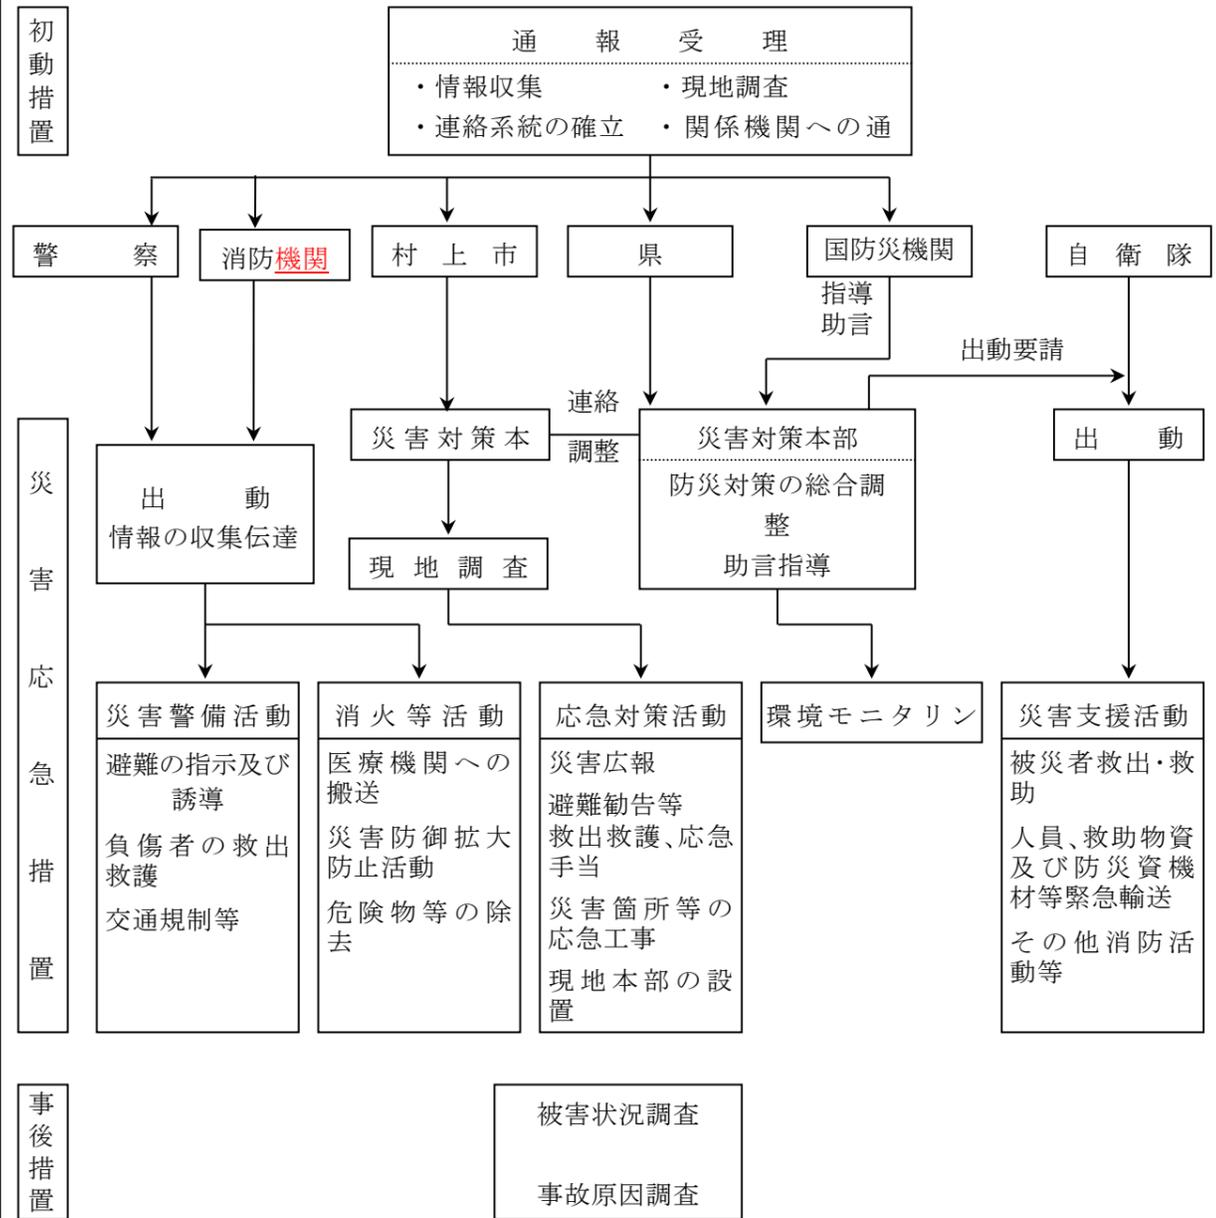 初動措置
通報受理
・情報収集 ・現地調査
・連絡系統の確立 ・関係機関への通
警察
消防機関
村上市
県
国防災機関
自衛隊
指導
助言
出動要請
連絡
調整
災害応急措置
出動
情報の収集伝達
災害対策本
災害対策本部
防災対策の総合調
整
助言指導
出動
現地調査
災害警備活動
避難の指示及び
誘導
負傷者の救出
救護
交通規制等
消火等活動
医療機関への
搬送
災害防御拡大
防止活動
危険物等の除
去
応急対策活動
災害広報
避難勧告等
救出救護、応急
手当
災害箇所等の
応急工事
現地本部の設
置
環境モニタリン
災害支援活動
被災者救出・救
助
人員、救助物資
及び防災資機
材等緊急輸送
その他消防活
動等
事後措置
被害状況調査
事故原因調査